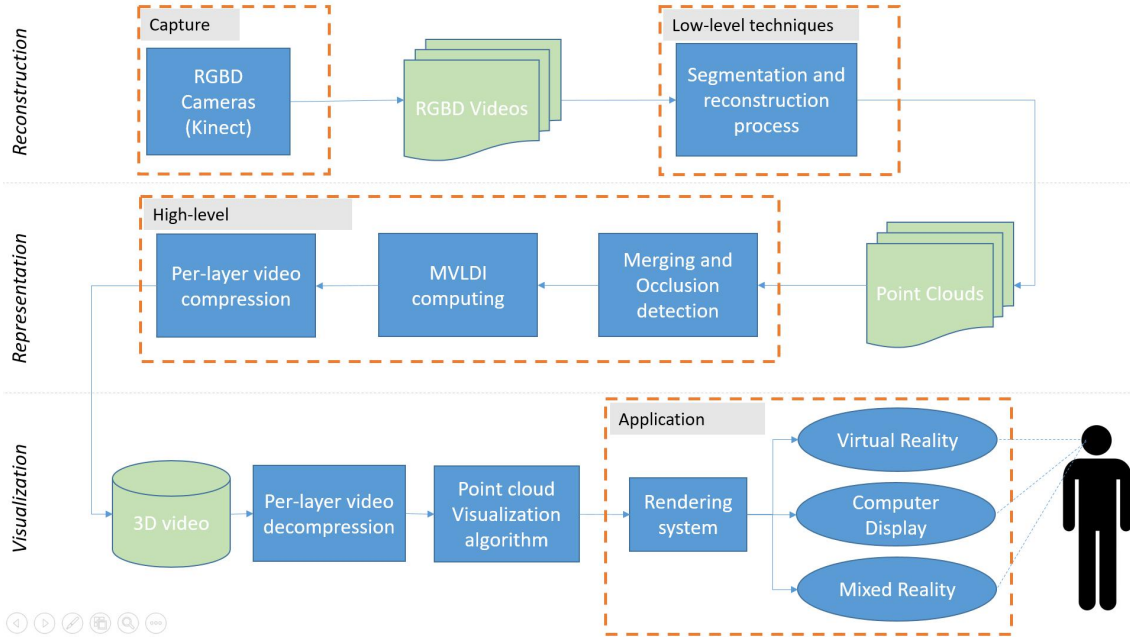 Reconstruction
Capture
RGBD
Cameras
(Kinect)
RGBD Videos
Low-level techniques
Segmentation and
reconstruction
process
Representation
High-level
Per-layer video
compression
MVLDI
computing
Merging and
Occlusion
detection
Point Clouds
Visualization
3D video
Per-layer video
decompression
Point cloud
Visualization
algorithm
Application
Rendering
system
Virtual Reality
Computer
Display
Mixed Reality